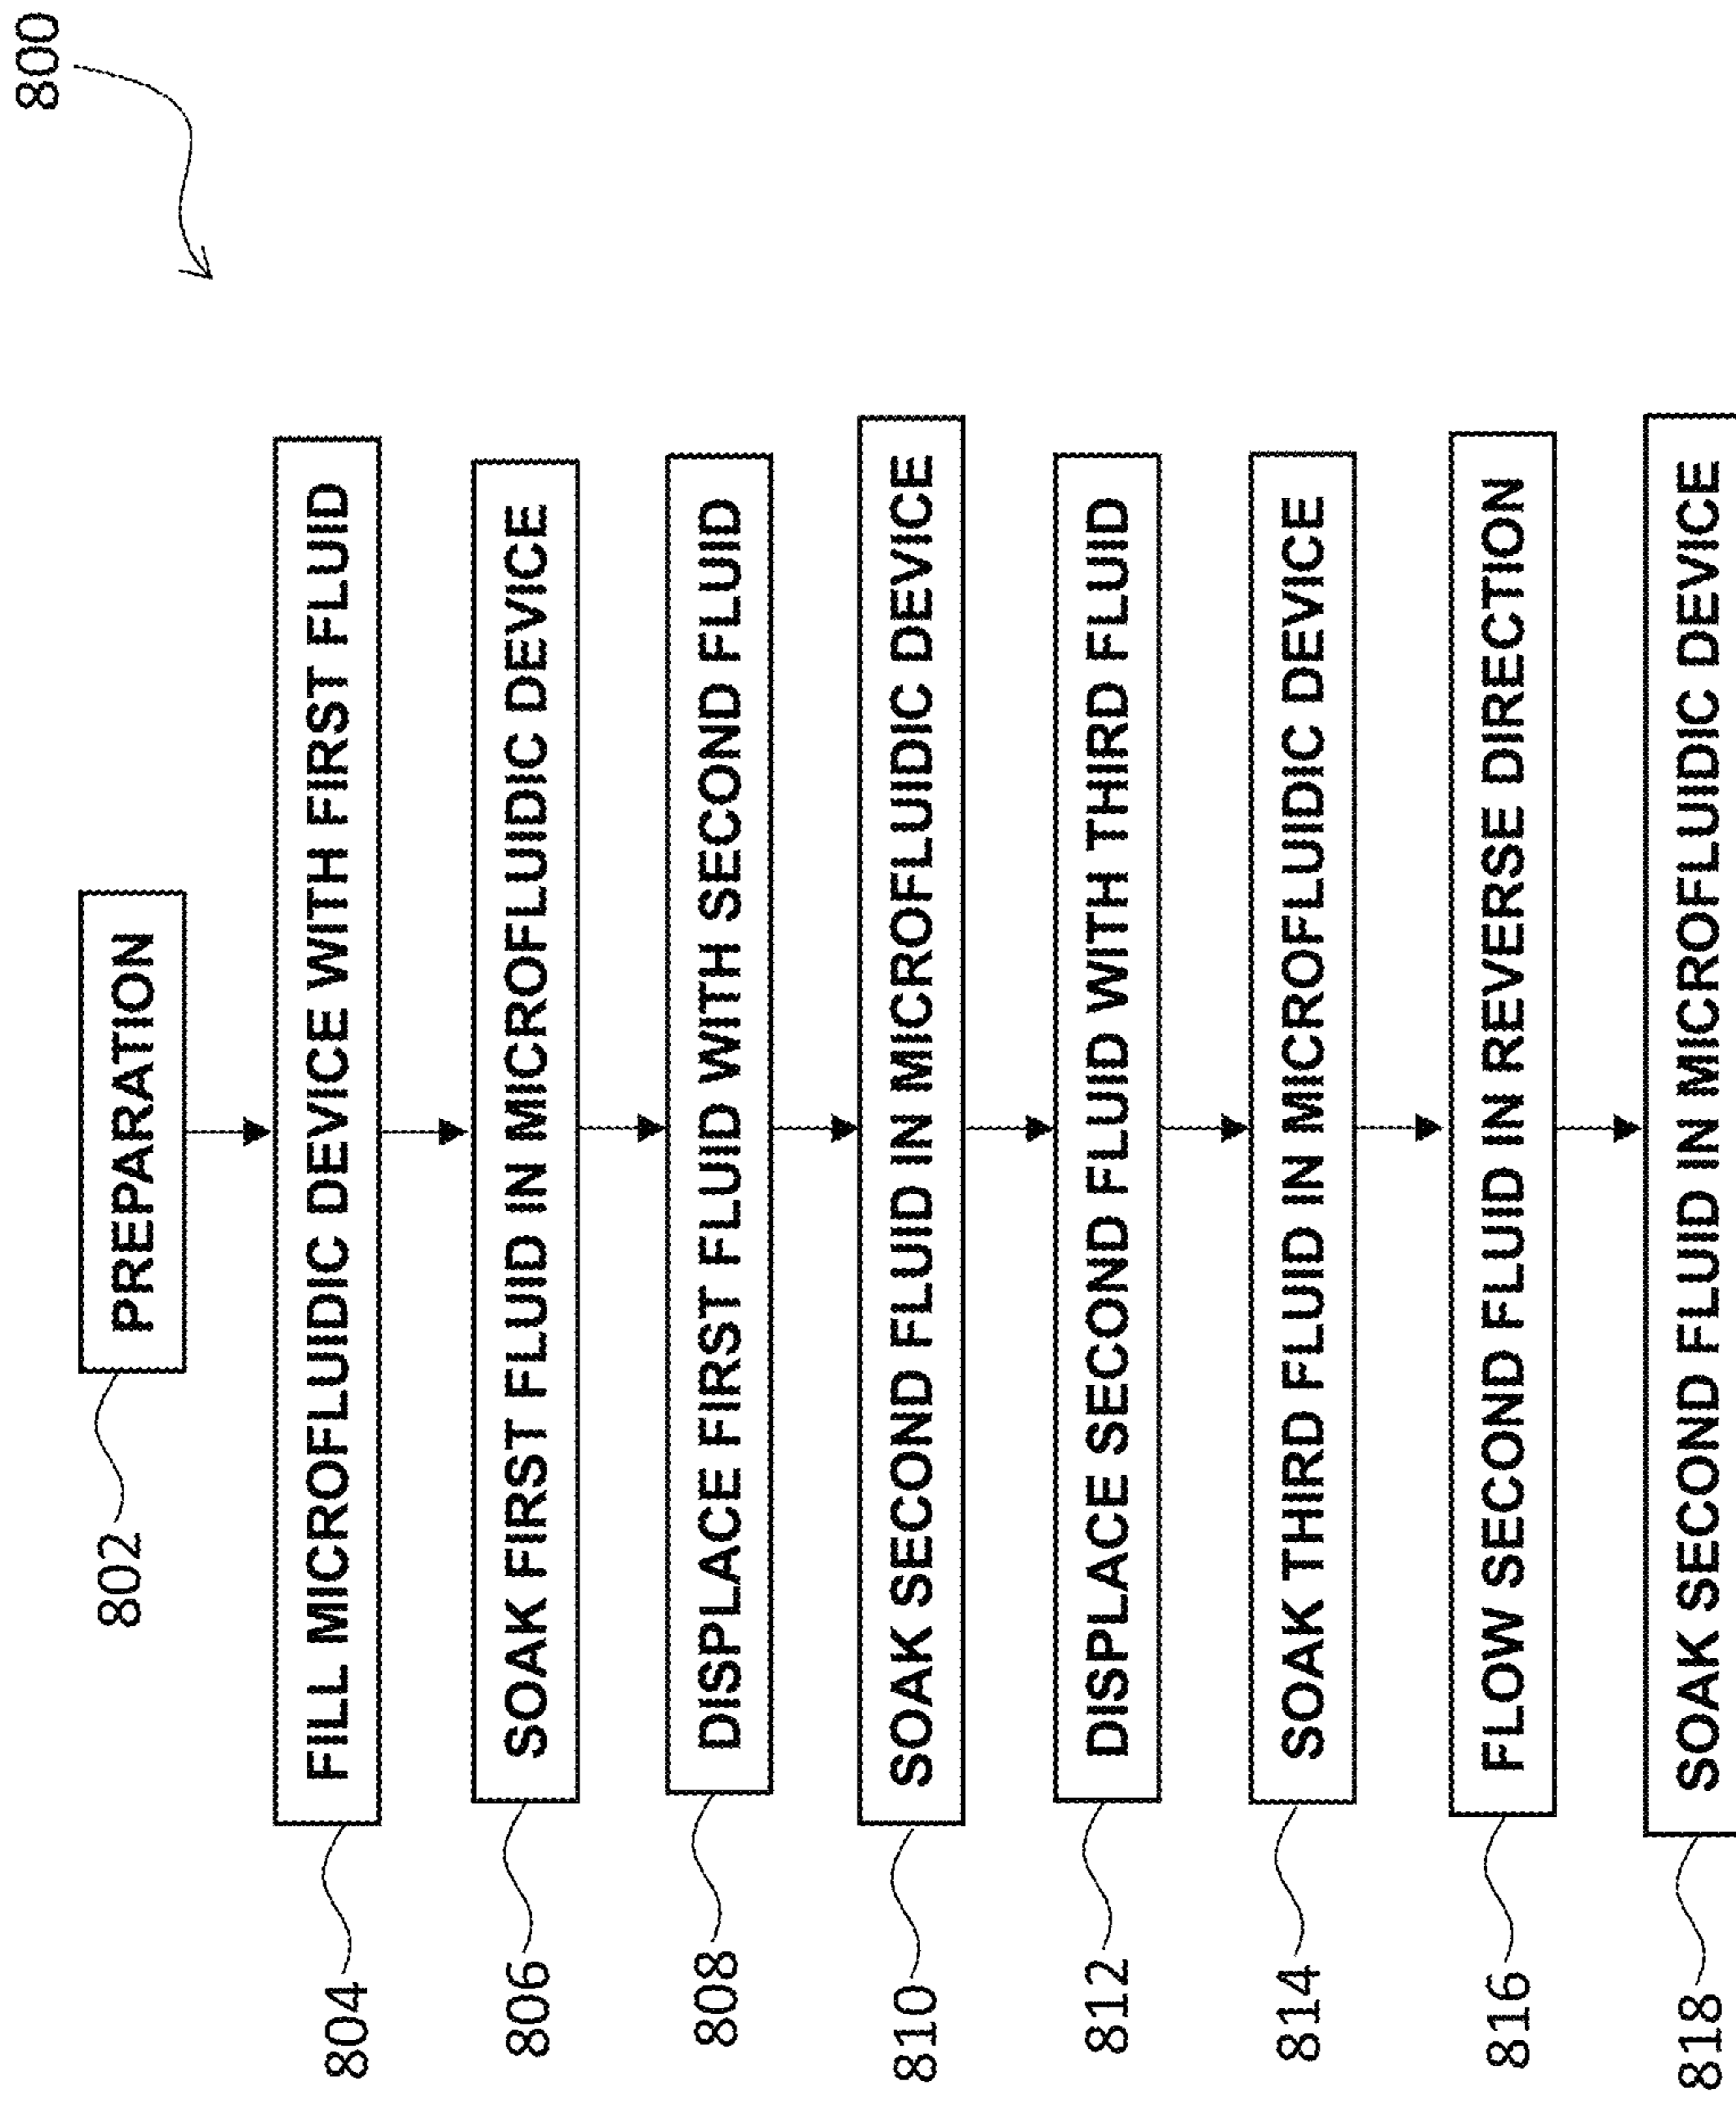 800
802
PREPARATION
804
FILL MICROFLUIDIC DEVICE WITH FIRST FLUID
806
SOAK FIRST FLUID IN MICROFLUIDIC DEVICE
808
DISPLACE FIRST FLUID WITH SECOND FLUID
810
SOAK SECOND FLUID IN MICROFLUIDIC DEVICE
812
DISPLACE SECOND FLUID WITH THIRD FLUID
814
SOAK THIRD FLUID IN MICROFLUIDIC DEVICE
816
FLOW SECOND FLUID IN REVERSE DIRECTION
818
SOAK SECOND FLUID IN MICROFLUIDIC DEVICE